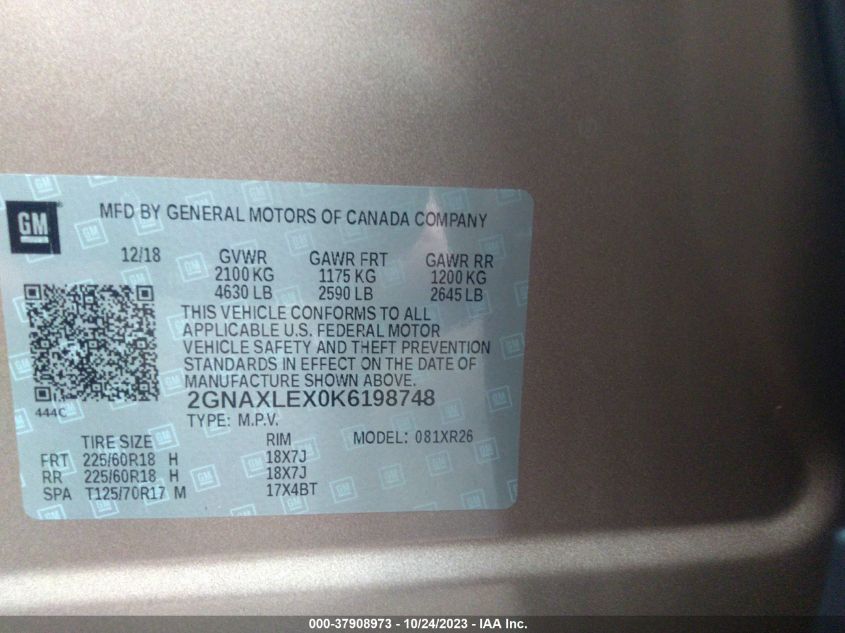 GM
MFD BY GENERAL MOTORS OF CANADA COMPANY
12/18 GVWR GAWR FRT GAWR RR
2100 KG 1175 KG 1200 KG
4630 LB 2590 LB 2645 LB
THIS VEHICLE CONFORMS TO ALL
APPLICABLE U.S. FEDERAL MOTOR
VEHICLE SAFETY AND THEFT PREVENTION
STANDARDS IN EFFECT ON THE DATE OF
MANUFACTURE SHOWN ABOVE.
444C
2GNAXLEX0K6198748
TYPE: M.P.V.
TIRE SIZE RIM MODEL: 081XR26
FRT 225/60R18 H 18X7J
RR 225/60R18 H 18X7J
SPA T125/70R17 M 17X4BT
000-37908973 - 10/24/2023 - IAA Inc.